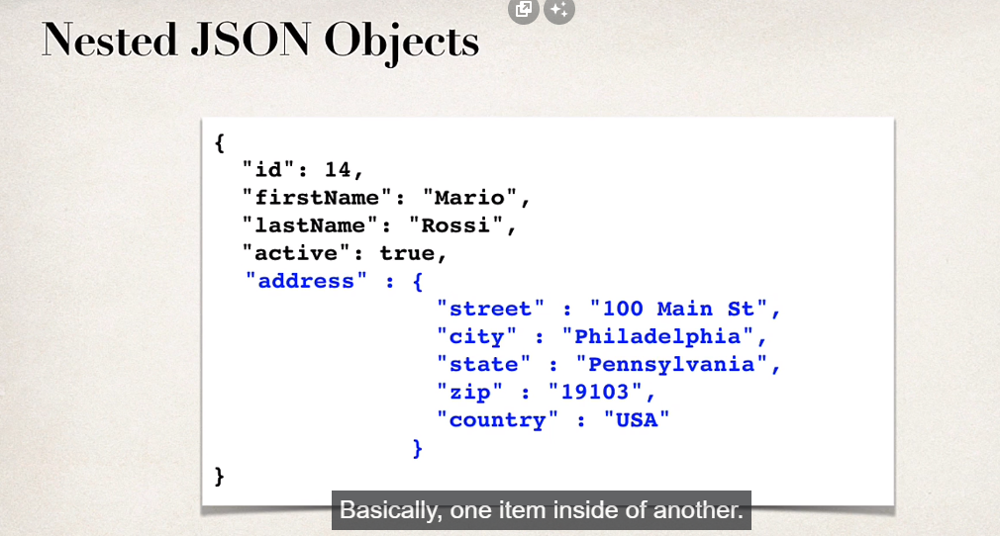 Nested JSON Objects
{
"id": 14,
"firstName": "Mario",
"lastName": "Rossi",
"active": true,
"address" : {
"street" : "100 Main St",
"city" : "Philadelphia",
"state" : "Pennsylvania",
"zip" : "19103",
"country" : "USA"
}
}
Basically, one item inside of another.